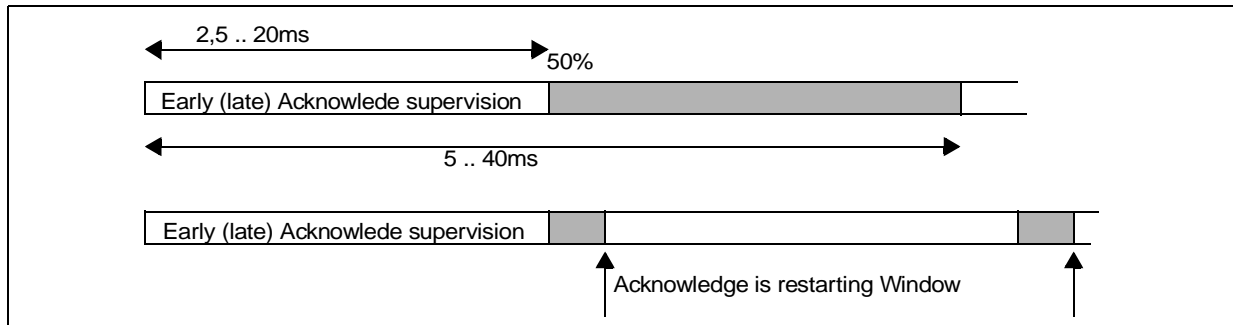 2,5 .. 20ms
50%
Early (late) Acknowlede supervision
5 .. 40ms
Early (late) Acknowlede supervision
Acknowledge is restarting Window